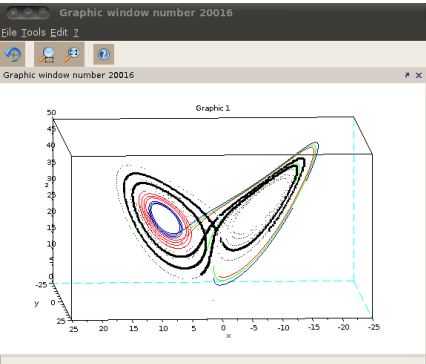 Graphic window number 20016
File Tools Edit ?
Graphic window number 20016
Graphic 1
50
45
40
35
30
25
z
20
15
10
5
0
-25
y
0
25
25 20 15 10 5 0 -5 -10 -15 -20 -25
x